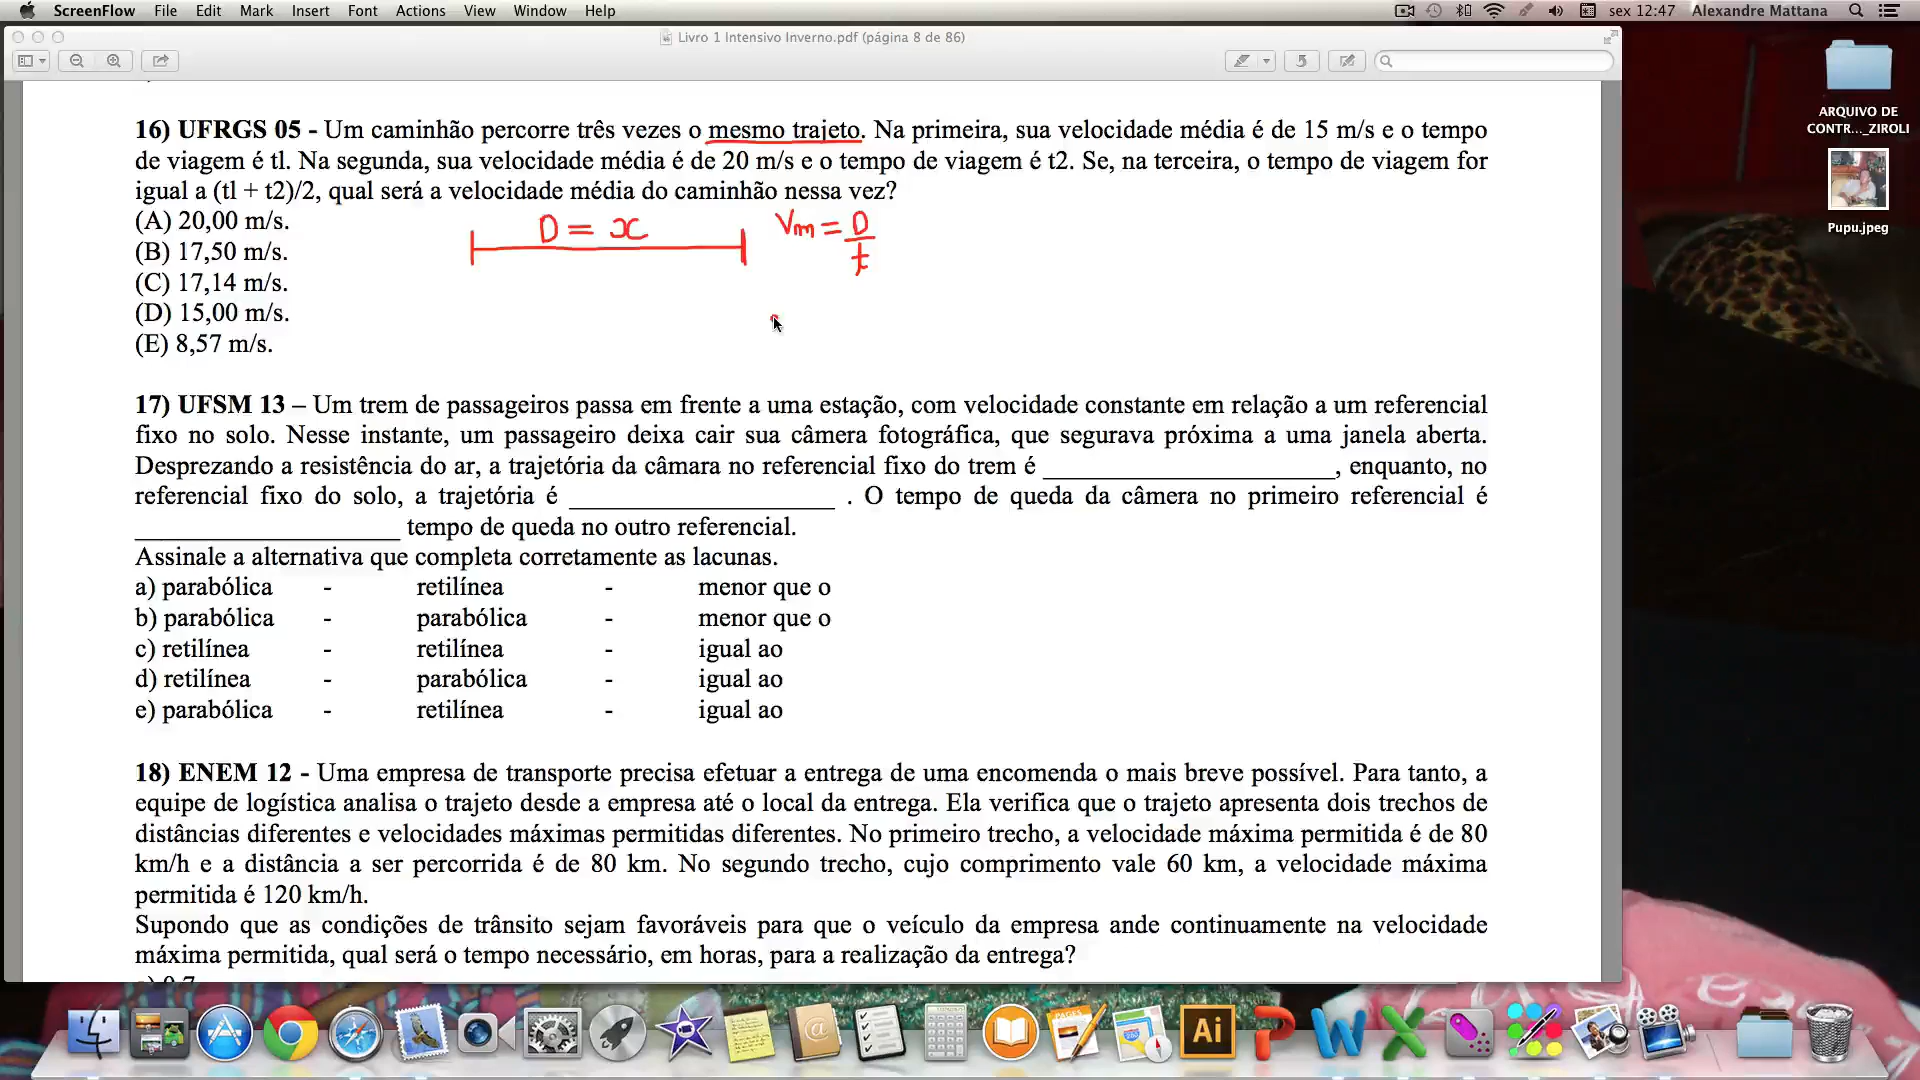 ScreenFlow File Edit Mark Insert Font Actions View Window Help sex 12:47 Alexandre Mattana
Livro 1 Intensivo Inverno.pdf (página 8 de 86)
ARQUIVO DE
CONTR..._ZIROLI
Pupu.jpeg
16) UFRGS 05 - Um caminhão percorre três vezes o mesmo trajeto. Na primeira, sua velocidade média é de 15 m/s e o tempo
de viagem é tl. Na segunda, sua velocidade média é de 20 m/s e o tempo de viagem é t2. Se, na terceira, o tempo de viagem for
igual a (tl + t2)/2, qual será a velocidade média do caminhão nessa vez?
(A) 20,00 m/s.
(B) 17,50 m/s.
(C) 17,14 m/s.
(D) 15,00 m/s.
(E) 8,57 m/s.
D = x
Vm = D/t
17) UFSM 13 – Um trem de passageiros passa em frente a uma estação, com velocidade constante em relação a um referencial
fixo no solo. Nesse instante, um passageiro deixa cair sua câmera fotográfica, que segurava próxima a uma janela aberta.
Desprezando a resistência do ar, a trajetória da câmara no referencial fixo do trem é ______________________, enquanto, no
referencial fixo do solo, a trajetória é ____________________ . O tempo de queda da câmera no primeiro referencial é
____________________ tempo de queda no outro referencial.
Assinale a alternativa que completa corretamente as lacunas.
a) parabólica - retilínea - menor que o
b) parabólica - parabólica - menor que o
c) retilínea - retilínea - igual ao
d) retilínea - parabólica - igual ao
e) parabólica - retilínea - igual ao
18) ENEM 12 - Uma empresa de transporte precisa efetuar a entrega de uma encomenda o mais breve possível. Para tanto, a
equipe de logística analisa o trajeto desde a empresa até o local da entrega. Ela verifica que o trajeto apresenta dois trechos de
distâncias diferentes e velocidades máximas permitidas diferentes. No primeiro trecho, a velocidade máxima permitida é de 80
km/h e a distância a ser percorrida é de 80 km. No segundo trecho, cujo comprimento vale 60 km, a velocidade máxima
permitida é 120 km/h.
Supondo que as condições de trânsito sejam favoráveis para que o veículo da empresa ande continuamente na velocidade
máxima permitida, qual será o tempo necessário, em horas, para a realização da entrega?
PAGES
Ai